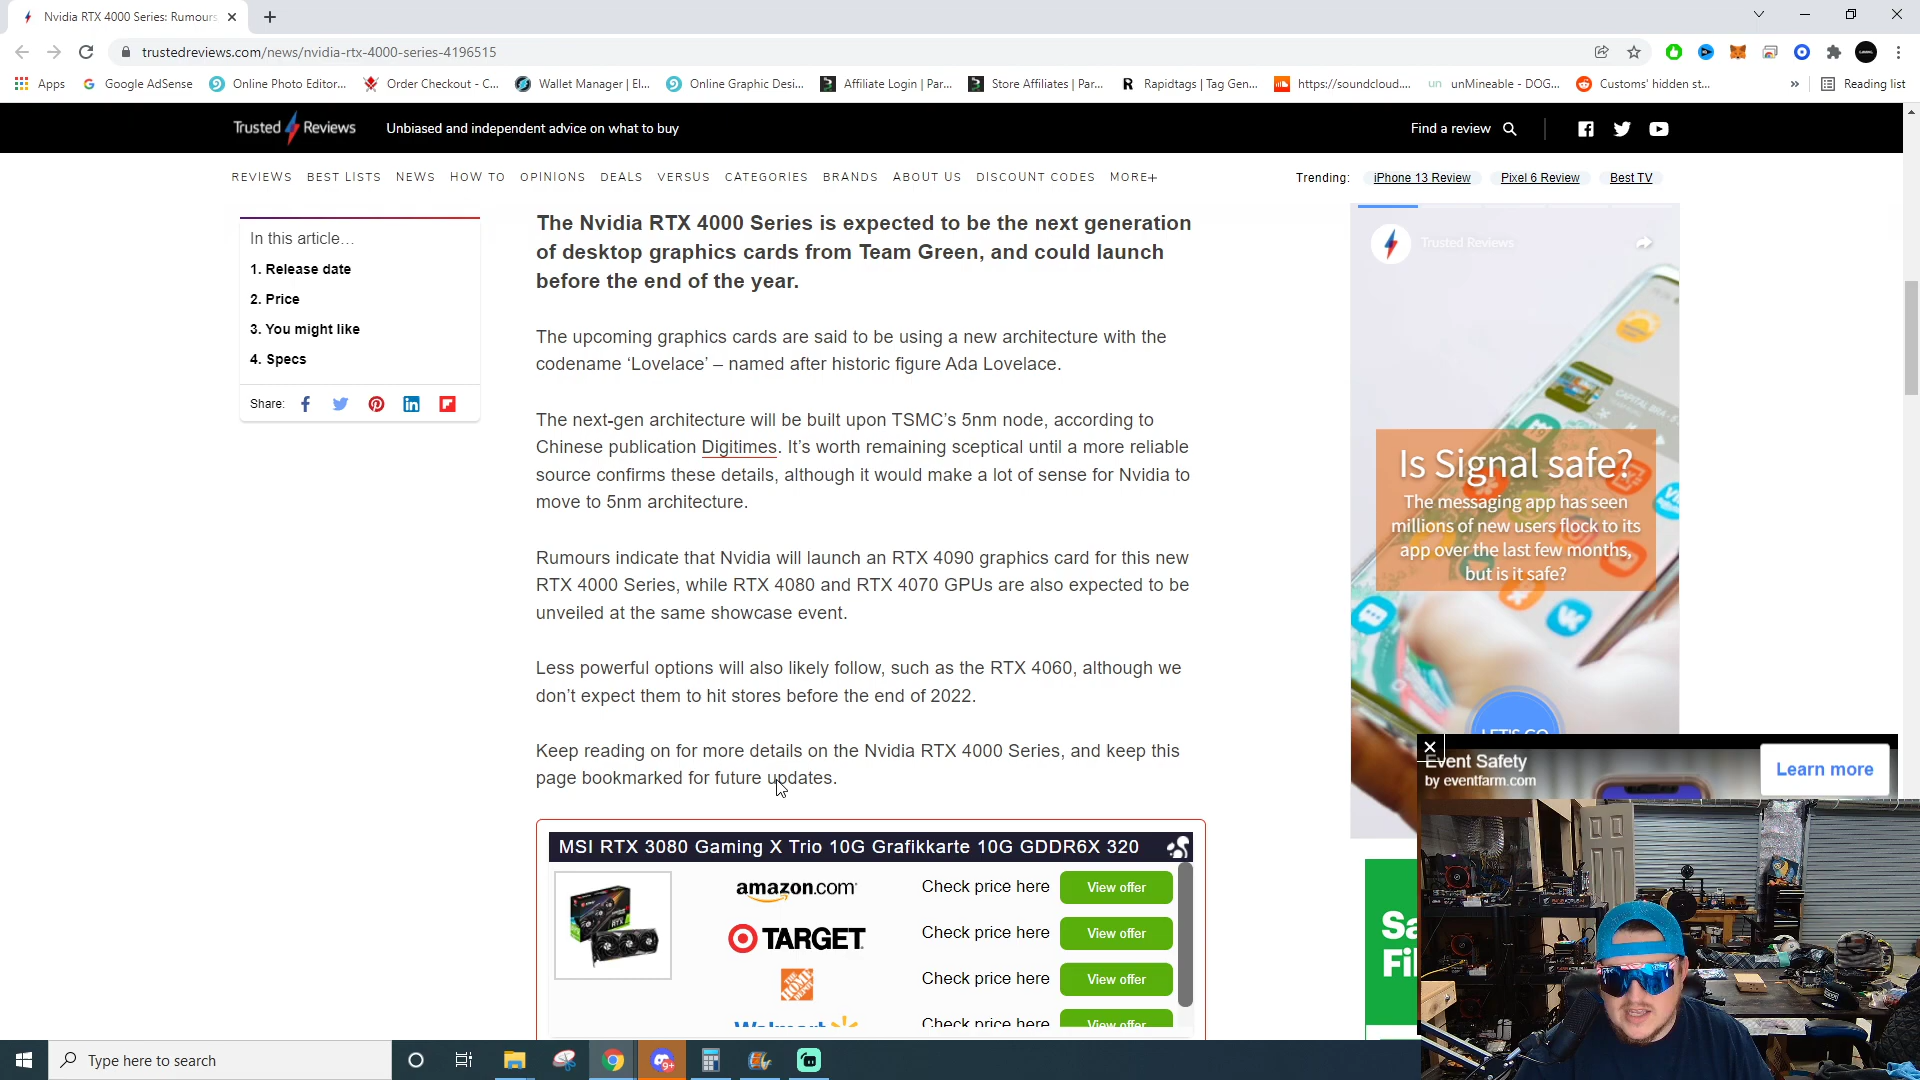 Nvidia RTX 4000 Series: Rumours
trustedreviews.com/news/nvidia-rtx-4000-series-4196515
Apps
Google AdSense
Online Photo Editor...
Order Checkout - C...
Wallet Manager | El...
Online Graphic Desi...
Affiliate Login | Par...
Store Affiliates | Par...
Rapidtags | Tag Gen...
https://soundcloud....
unMineable - DOG...
Customs' hidden st...
»
Reading list
Trusted Reviews
Unbiased and independent advice on what to buy
Find a review
REVIEWS BEST LISTS NEWS HOW TO OPINIONS DEALS VERSUS CATEGORIES BRANDS ABOUT US DISCOUNT CODES MORE+
Trending: iPhone 13 Review Pixel 6 Review Best TV
In this article…
1. Release date
2. Price
3. You might like
4. Specs
Share:
The Nvidia RTX 4000 Series is expected to be the next generation
of desktop graphics cards from Team Green, and could launch
before the end of the year.
The upcoming graphics cards are said to be using a new architecture with the
codename ‘Lovelace’ – named after historic figure Ada Lovelace.
The next-gen architecture will be built upon TSMC’s 5nm node, according to
Chinese publication Digitimes. It’s worth remaining sceptical until a more reliable
source confirms these details, although it would make a lot of sense for Nvidia to
move to 5nm architecture.
Rumours indicate that Nvidia will launch an RTX 4090 graphics card for this new
RTX 4000 Series, while RTX 4080 and RTX 4070 GPUs are also expected to be
unveiled at the same showcase event.
Less powerful options will also likely follow, such as the RTX 4060, although we
don’t expect them to hit stores before the end of 2022.
Keep reading on for more details on the Nvidia RTX 4000 Series, and keep this
page bookmarked for future updates.
MSI RTX 3080 Gaming X Trio 10G Grafikkarte 10G GDDR6X 320
amazon.com Check price here View offer
TARGET Check price here View offer
THE HOME DEPOT Check price here View offer
Walmart Check price here View offer
Trusted Reviews
Is Signal safe?
The messaging app has seen
millions of new users flock to its
app over the last few months,
but is it safe?
LET'S GO
Event Safety
by eventfarm.com
Learn more
Sa
Fi
Type here to search
9+